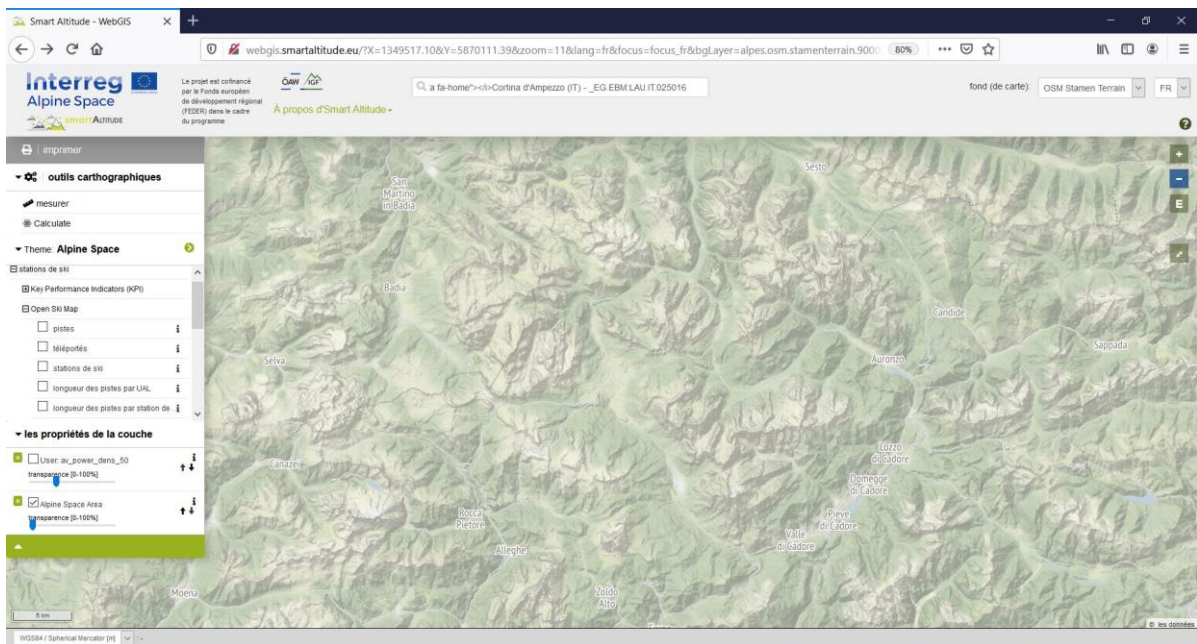 Smart Altitude - WebGIS
webgis.smartaltitude.eu/?X=1349517.10&Y=5870111.39&zoom=11&lang=fr&focus=focus_fr&bgLayer=alpes.osm.stamenterrain.9000
80%
Interreg
Alpine Space
smartAltitude
Le projet est cofinancé
par le Fonds européen
de développement régional
(FEDER) dans le cadre
du programme
ÖAW IGF
À propos d'Smart Altitude
a fa-home"></i>Cortina d'Ampezzo (IT) - _EG.EBM:LAU.IT.025016
fond (de carte):
OSM Stamen Terrain
FR
imprimer
outils carthographiques
mesurer
Calculate
Theme: Alpine Space
stations de ski
Key Performance Indicators (KPI)
Open Ski Map
pistes
téléportés
stations de ski
longueur des pistes par UAL
longueur des pistes par station de
les propriétés de la couche
User: av_power_dens_50
transparence [0-100%]
Alpine Space Area
transparence [0-100%]
E
Sesto
San
Martino
in Badia
Badia
Candide
Sappada
Selva
Auronzo
Lozzo
di Cadore
Canazei
Domegge
di Cadore
Rocca
Pietore
Pieve
di Cadore
Valle
di Cadore
Alleghe
Moena
Zoldo
Alto
5 km
© les données
WGS84 / Spherical Mercator [m]